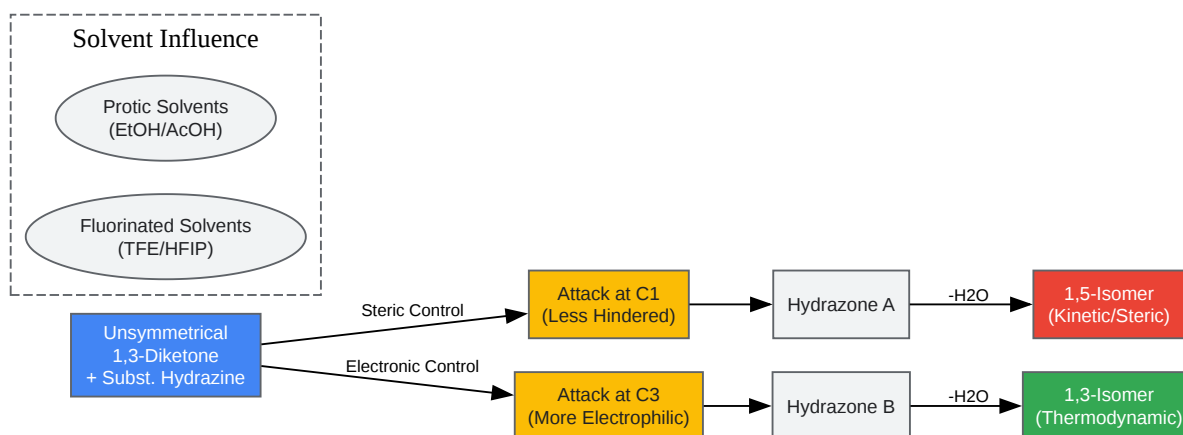 Solvent Influence
Protic Solvents
(EtOH/AcOH)
Fluorinated Solvents
(TFE/HFIP)
Unsymmetrical
1,3-Diketone
+ Subst. Hydrazine
Steric Control
Electronic Control
Attack at C1
(Less Hindered)
Hydrazone A
-H2O
1,5-Isomer
(Kinetic/Steric)
Attack at C3
(More Electrophilic)
Hydrazone B
-H2O
1,3-Isomer
(Thermodynamic)